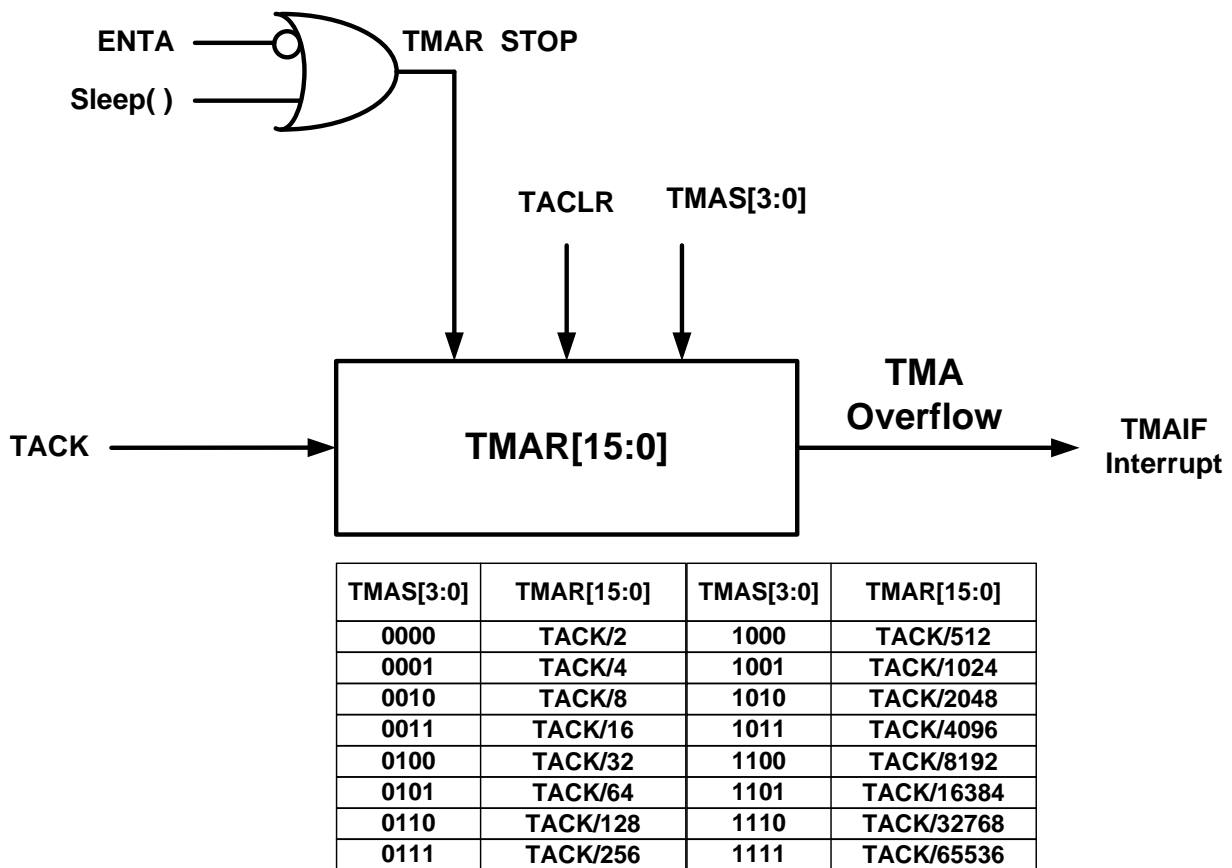 ENTA
TMAR STOP
Sleep( )
TACLR
TMAS[3:0]
TACK
TMAR[15:0]
TMA
Overflow
TMAIF
Interrupt
TMAS[3:0] TMAR[15:0] TMAS[3:0] TMAR[15:0]
0000 TACK/2 1000 TACK/512
0001 TACK/4 1001 TACK/1024
0010 TACK/8 1010 TACK/2048
0011 TACK/16 1011 TACK/4096
0100 TACK/32 1100 TACK/8192
0101 TACK/64 1101 TACK/16384
0110 TACK/128 1110 TACK/32768
0111 TACK/256 1111 TACK/65536